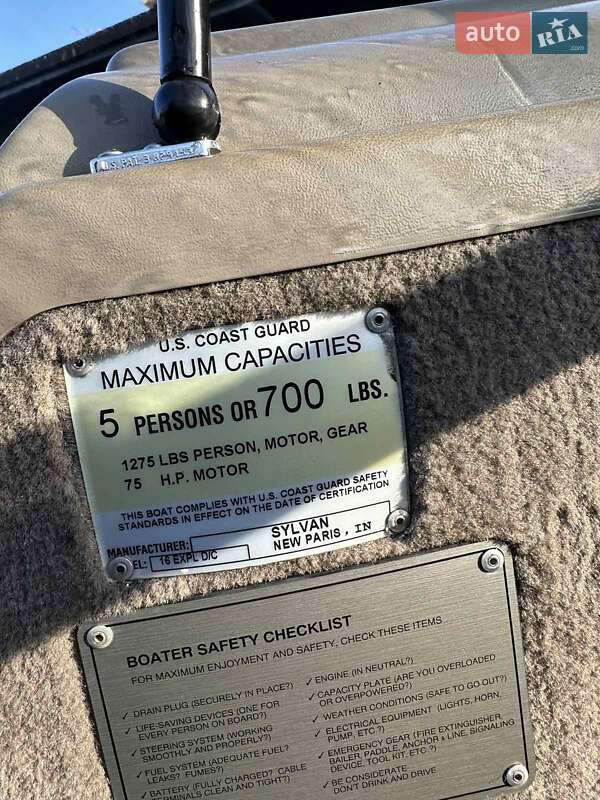 auto RIA
.com
U.S. PAT. 3,
U.S. COAST GUARD
MAXIMUM CAPACITIES
5 PERSONS OR 700 LBS.
1275 LBS PERSON, MOTOR, GEAR
75 H.P. MOTOR
THIS BOAT COMPLIES WITH U.S. COAST GUARD SAFETY
STANDARDS IN EFFECT ON THE DATE OF CERTIFICATION
MANUFACTURER: SYLVAN
NEW PARIS, IN
EL: 16 EXPL D/C
BOATER SAFETY CHECKLIST
FOR MAXIMUM ENJOYMENT AND SAFETY, CHECK THESE ITEMS
✓ DRAIN PLUG (SECURELY IN PLACE?)
✓ LIFE-SAVING DEVICES (ONE FOR
EVERY PERSON ON BOARD?)
✓ STEERING SYSTEM (WORKING
SMOOTHLY AND PROPERLY?)
✓ FUEL SYSTEM (ADEQUATE FUEL?
LEAKS? FUMES?)
✓ BATTERY (FULLY CHARGED? CABLE
TERMINALS CLEAN AND TIGHT?)
✓ ENGINE (IN NEUTRAL?)
✓ CAPACITY PLATE (ARE YOU OVERLOADED
OR OVERPOWERED?)
✓ WEATHER CONDITIONS (SAFE TO GO OUT?)
✓ ELECTRICAL EQUIPMENT (LIGHTS, HORN,
PUMP, ETC.?)
✓ EMERGENCY GEAR (FIRE EXTINGUISHER,
BAILER, PADDLE, ANCHOR & LINE, SIGNALING
DEVICE, TOOL KIT, ETC.?)
✓ BE CONSIDERATE
DON'T DRINK AND DRIVE